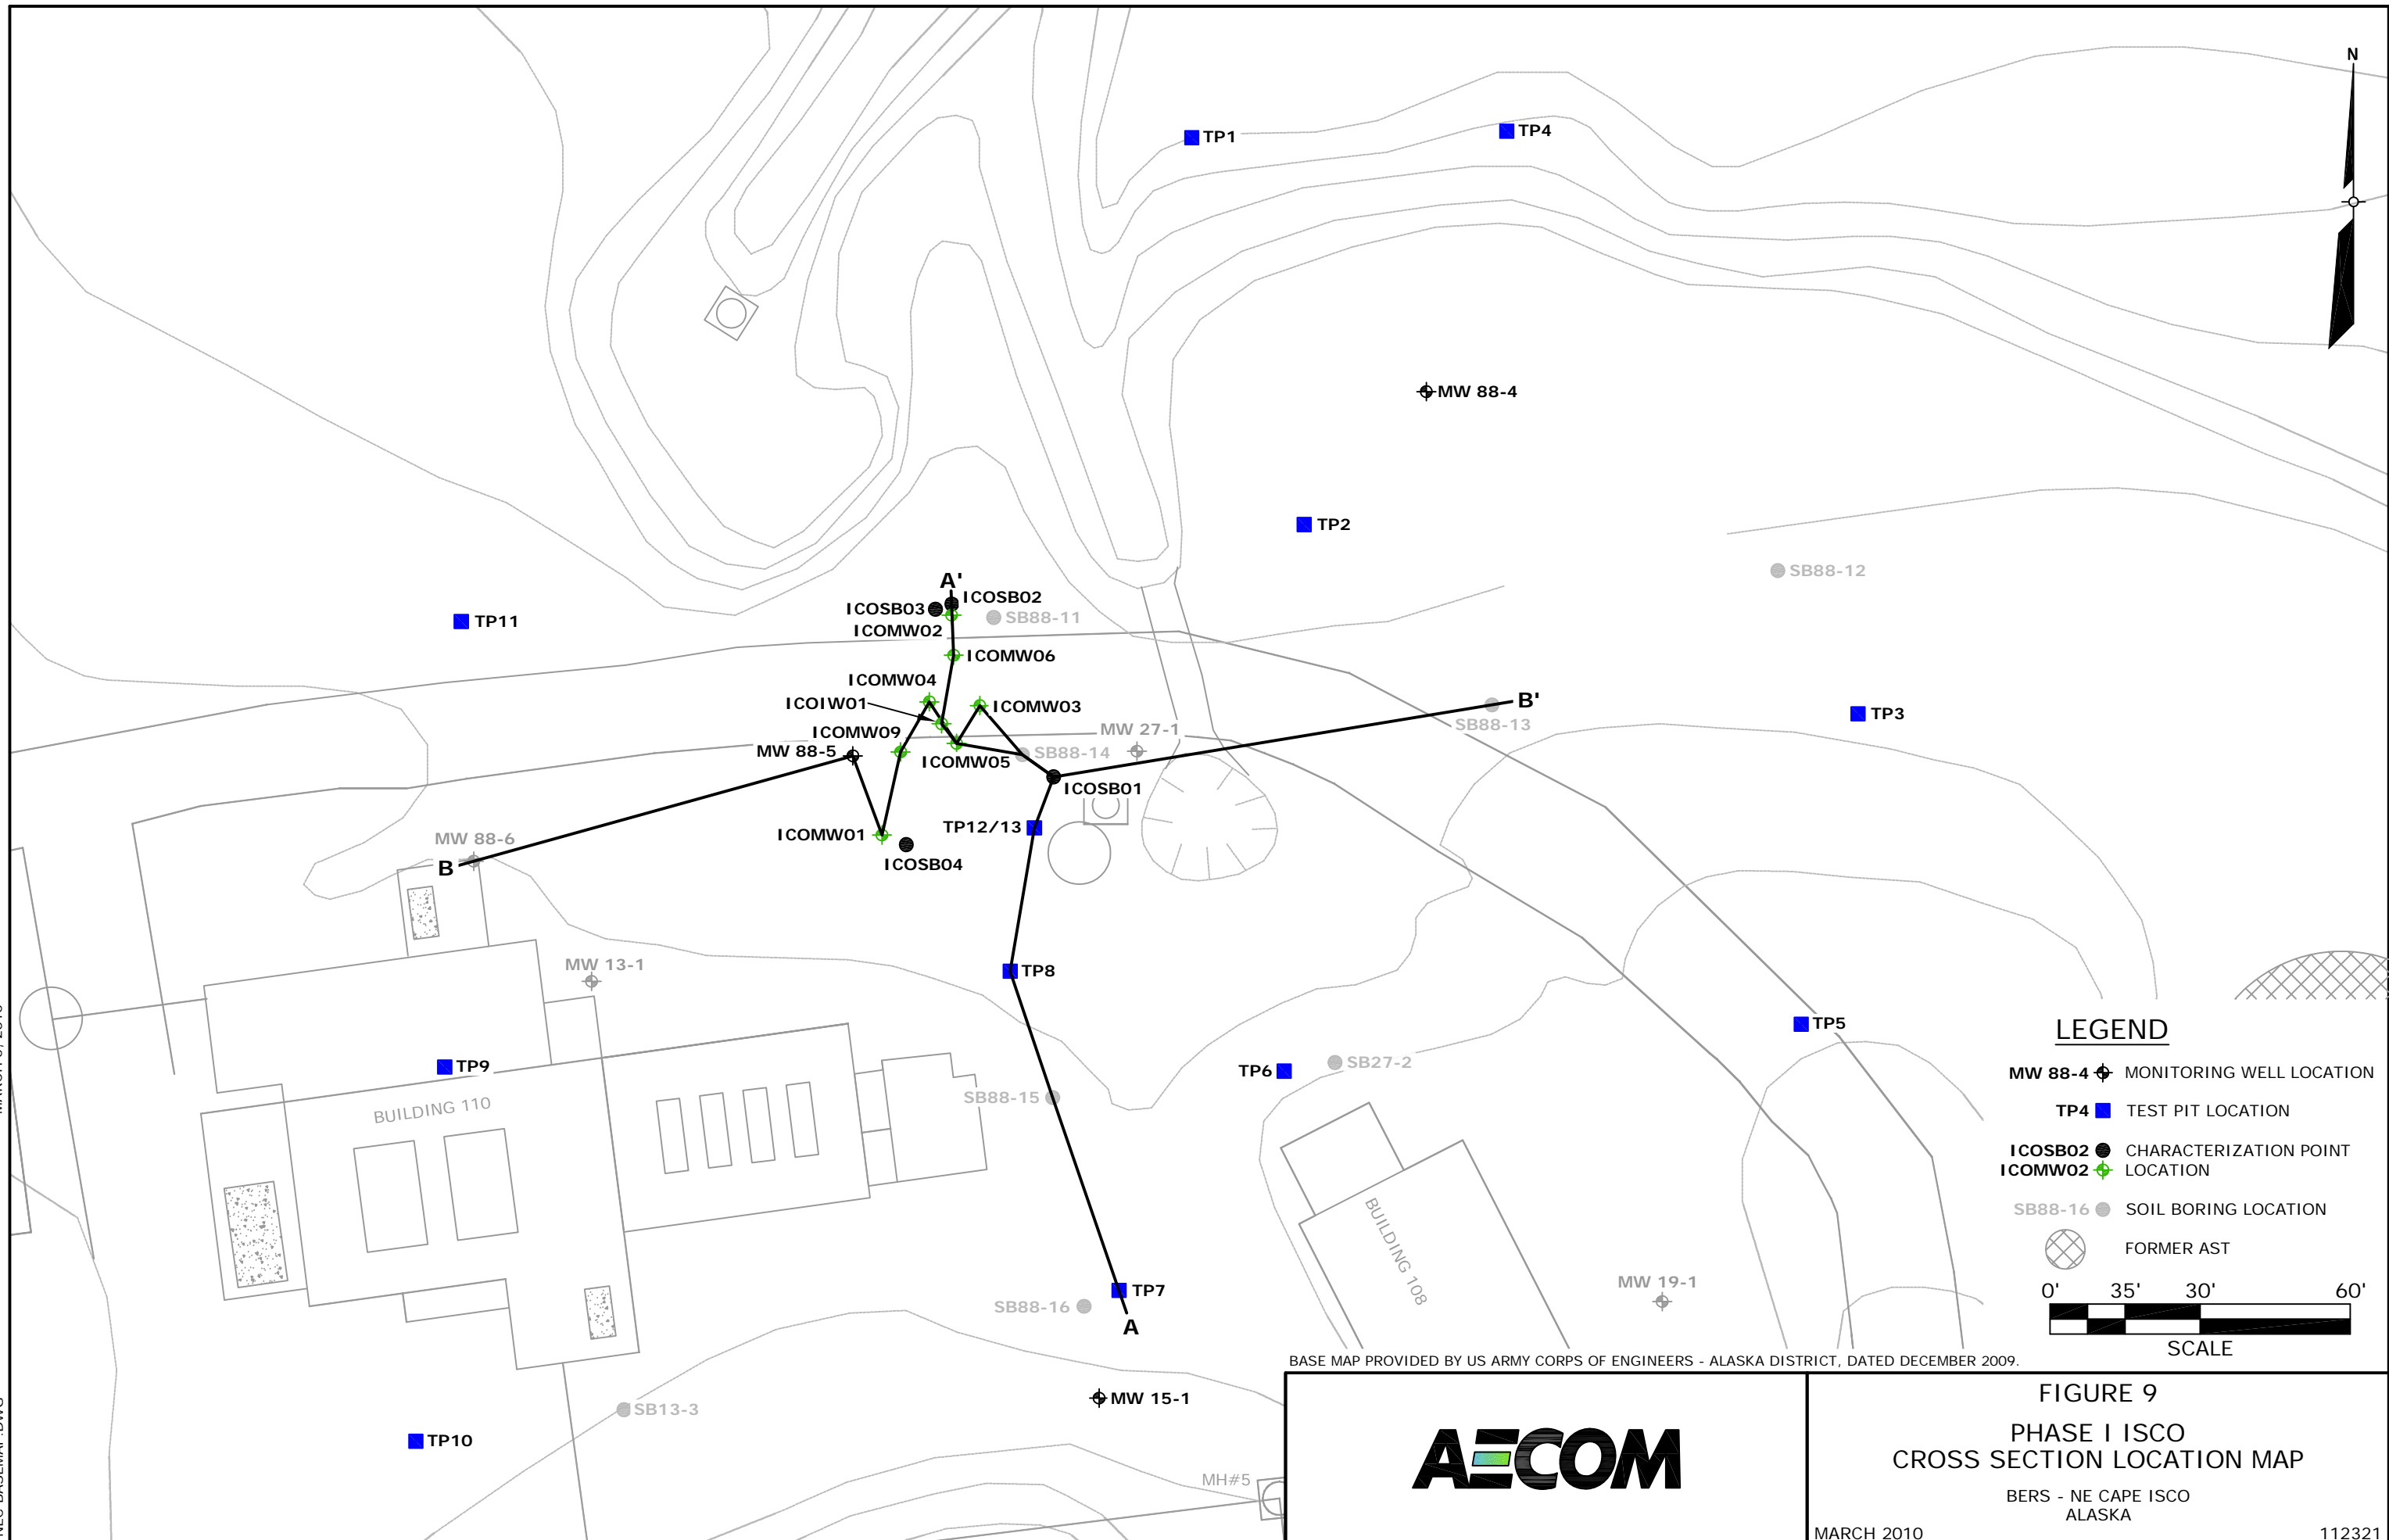 N
TP1
TP4
MW 88-4
TP2
SB88-12
A'
ICOSB03
ICOSB02
SB88-11
ICOMW02
TP11
ICOMW06
ICOMW04
ICOIW01
ICOMW03
B'
SB88-13
TP3
ICOMW09
MW 27-1
MW 88-5
SB88-14
ICOMW05
ICOSB01
TP12/13
ICOMW01
MW 88-6
ICOSB04
B
MW 13-1
TP8
TP5
TP9
TP6
SB27-2
SB88-15
BUILDING 110
BUILDING 108
TP7
SB88-16
MW 19-1
A
MW 15-1
SB13-3
TP10
MH#5
LEGEND
MW 88-4 MONITORING WELL LOCATION
TP4 TEST PIT LOCATION
ICOSB02 CHARACTERIZATION POINT
ICOMW02 LOCATION
SB88-16 SOIL BORING LOCATION
FORMER AST
0' 35' 30' 60'
SCALE
BASE MAP PROVIDED BY US ARMY CORPS OF ENGINEERS - ALASKA DISTRICT, DATED DECEMBER 2009.
AECOM
FIGURE 9
PHASE I ISCO
CROSS SECTION LOCATION MAP
BERS - NE CAPE ISCO
ALASKA
MARCH 2010 112321